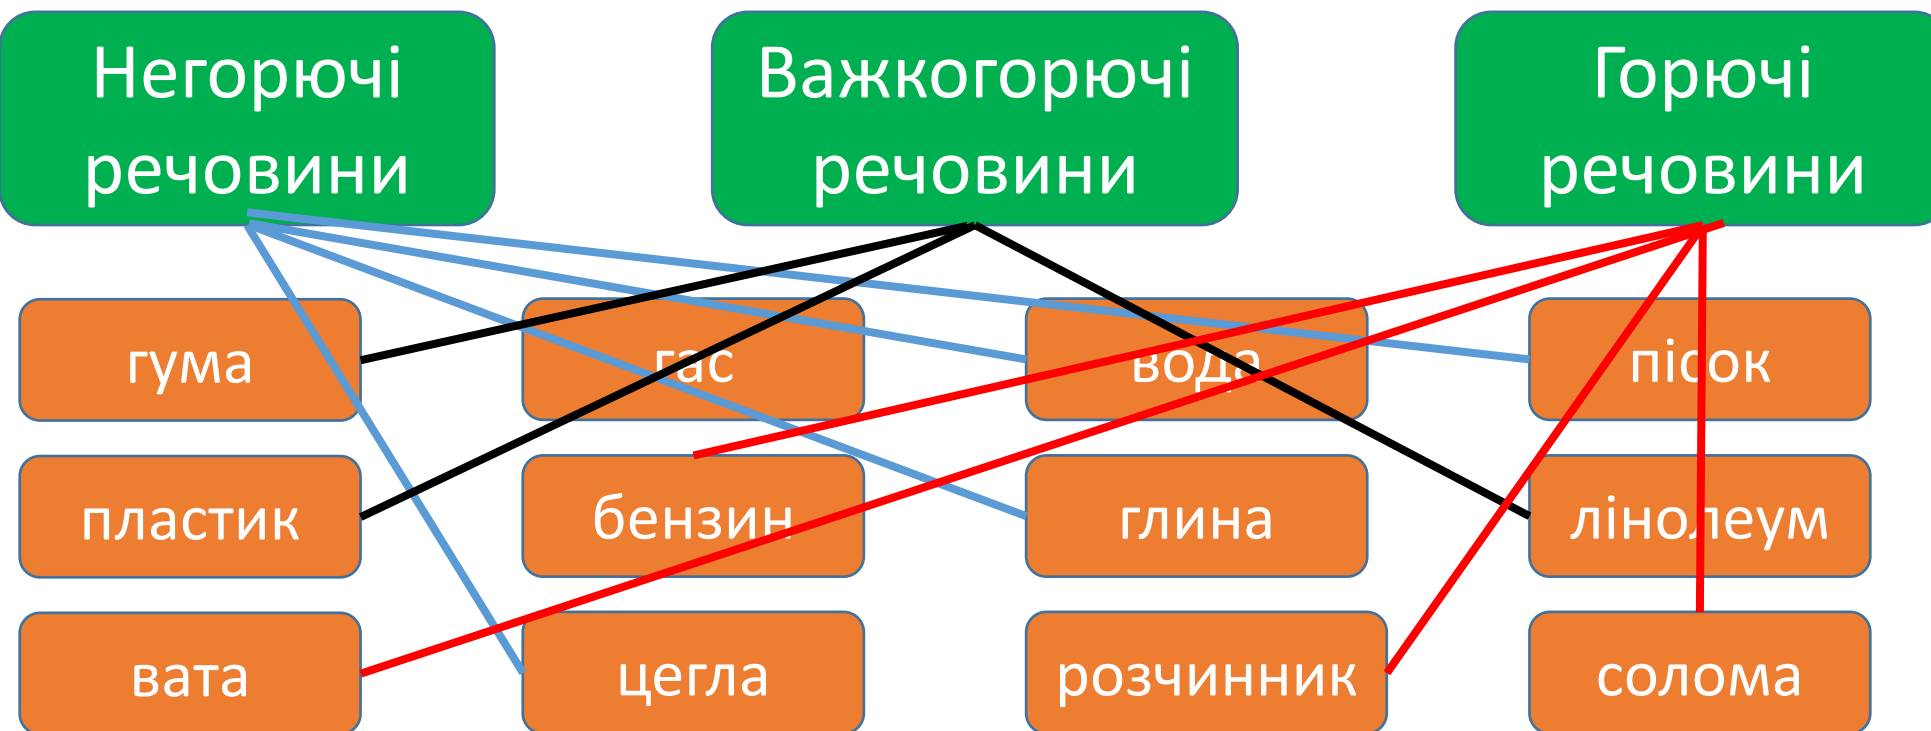 Негорючі
речовини
Важкогорючі
речовини
Горючі
речовини
гума
гас
вода
пісок
пластик
бензин
глина
лінолеум
вата
цегла
розчинник
солома